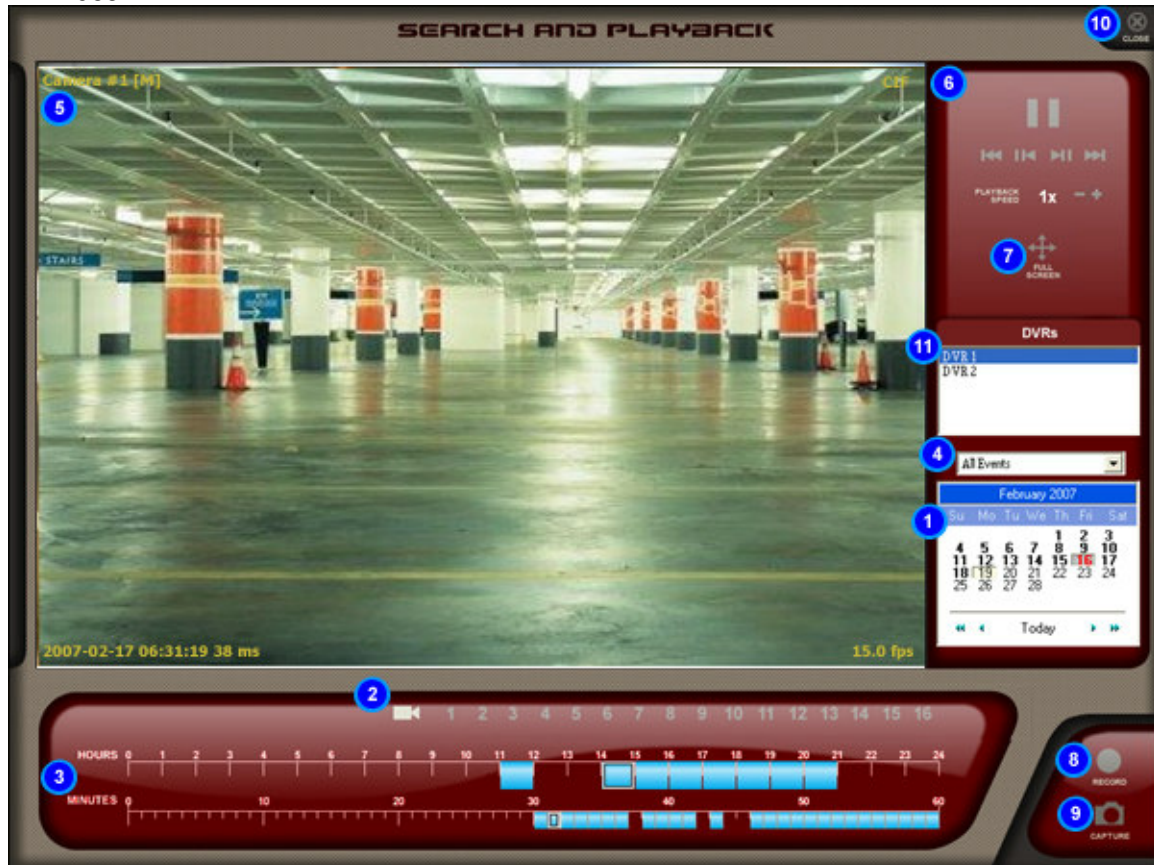 SEARCH AND PLAYBACK
10
CLOSE
Camera #1 [M]
CIF
5
6
PLAYBACK
SPEED
1x
- +
STAIRS
7
FULL
SCREEN
DVRs
11
DVR 1
DVR 2
4
All Events
February 2007
1
Su Mo Tu We Th Fri Sat
1 2 3
4 5 6 7 8 9 10
11 12 13 14 15 16 17
18 19 20 21 22 23 24
25 26 27 28
Today
2007-02-17 06:31:19 38 ms
15.0 fps
2
1 2 3 4 5 6 7 8 9 10 11 12 13 14 15 16
HOURS 0 1 2 3 4 5 6 7 8 9 10 11 12 13 14 15 16 17 18 19 20 21 22 23 24
3
MINUTES 0 10 20 30 40 50 60
8
RECORD
9
CAPTURE